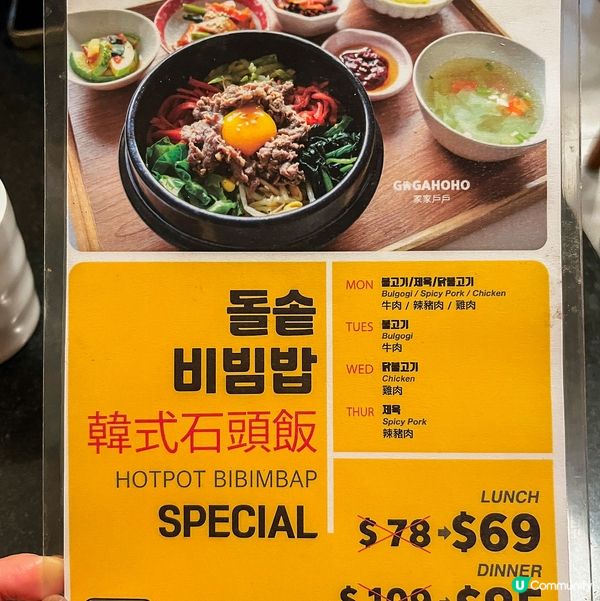 GAGAHOHO
家家戶戶
돌솥
비빔밥
韓式石頭飯
HOTPOT BIBIMBAP
SPECIAL
MON 불고기/제육/닭불고기
Bulgogi / Spicy Pork / Chicken
牛肉 / 辣豬肉 / 雞肉
TUES 불고기
Bulgogi
牛肉
WED 닭불고기
Chicken
雞肉
THUR 제육
Spicy Pork
辣豬肉
LUNCH
$78 → $69
DINNER
U Community